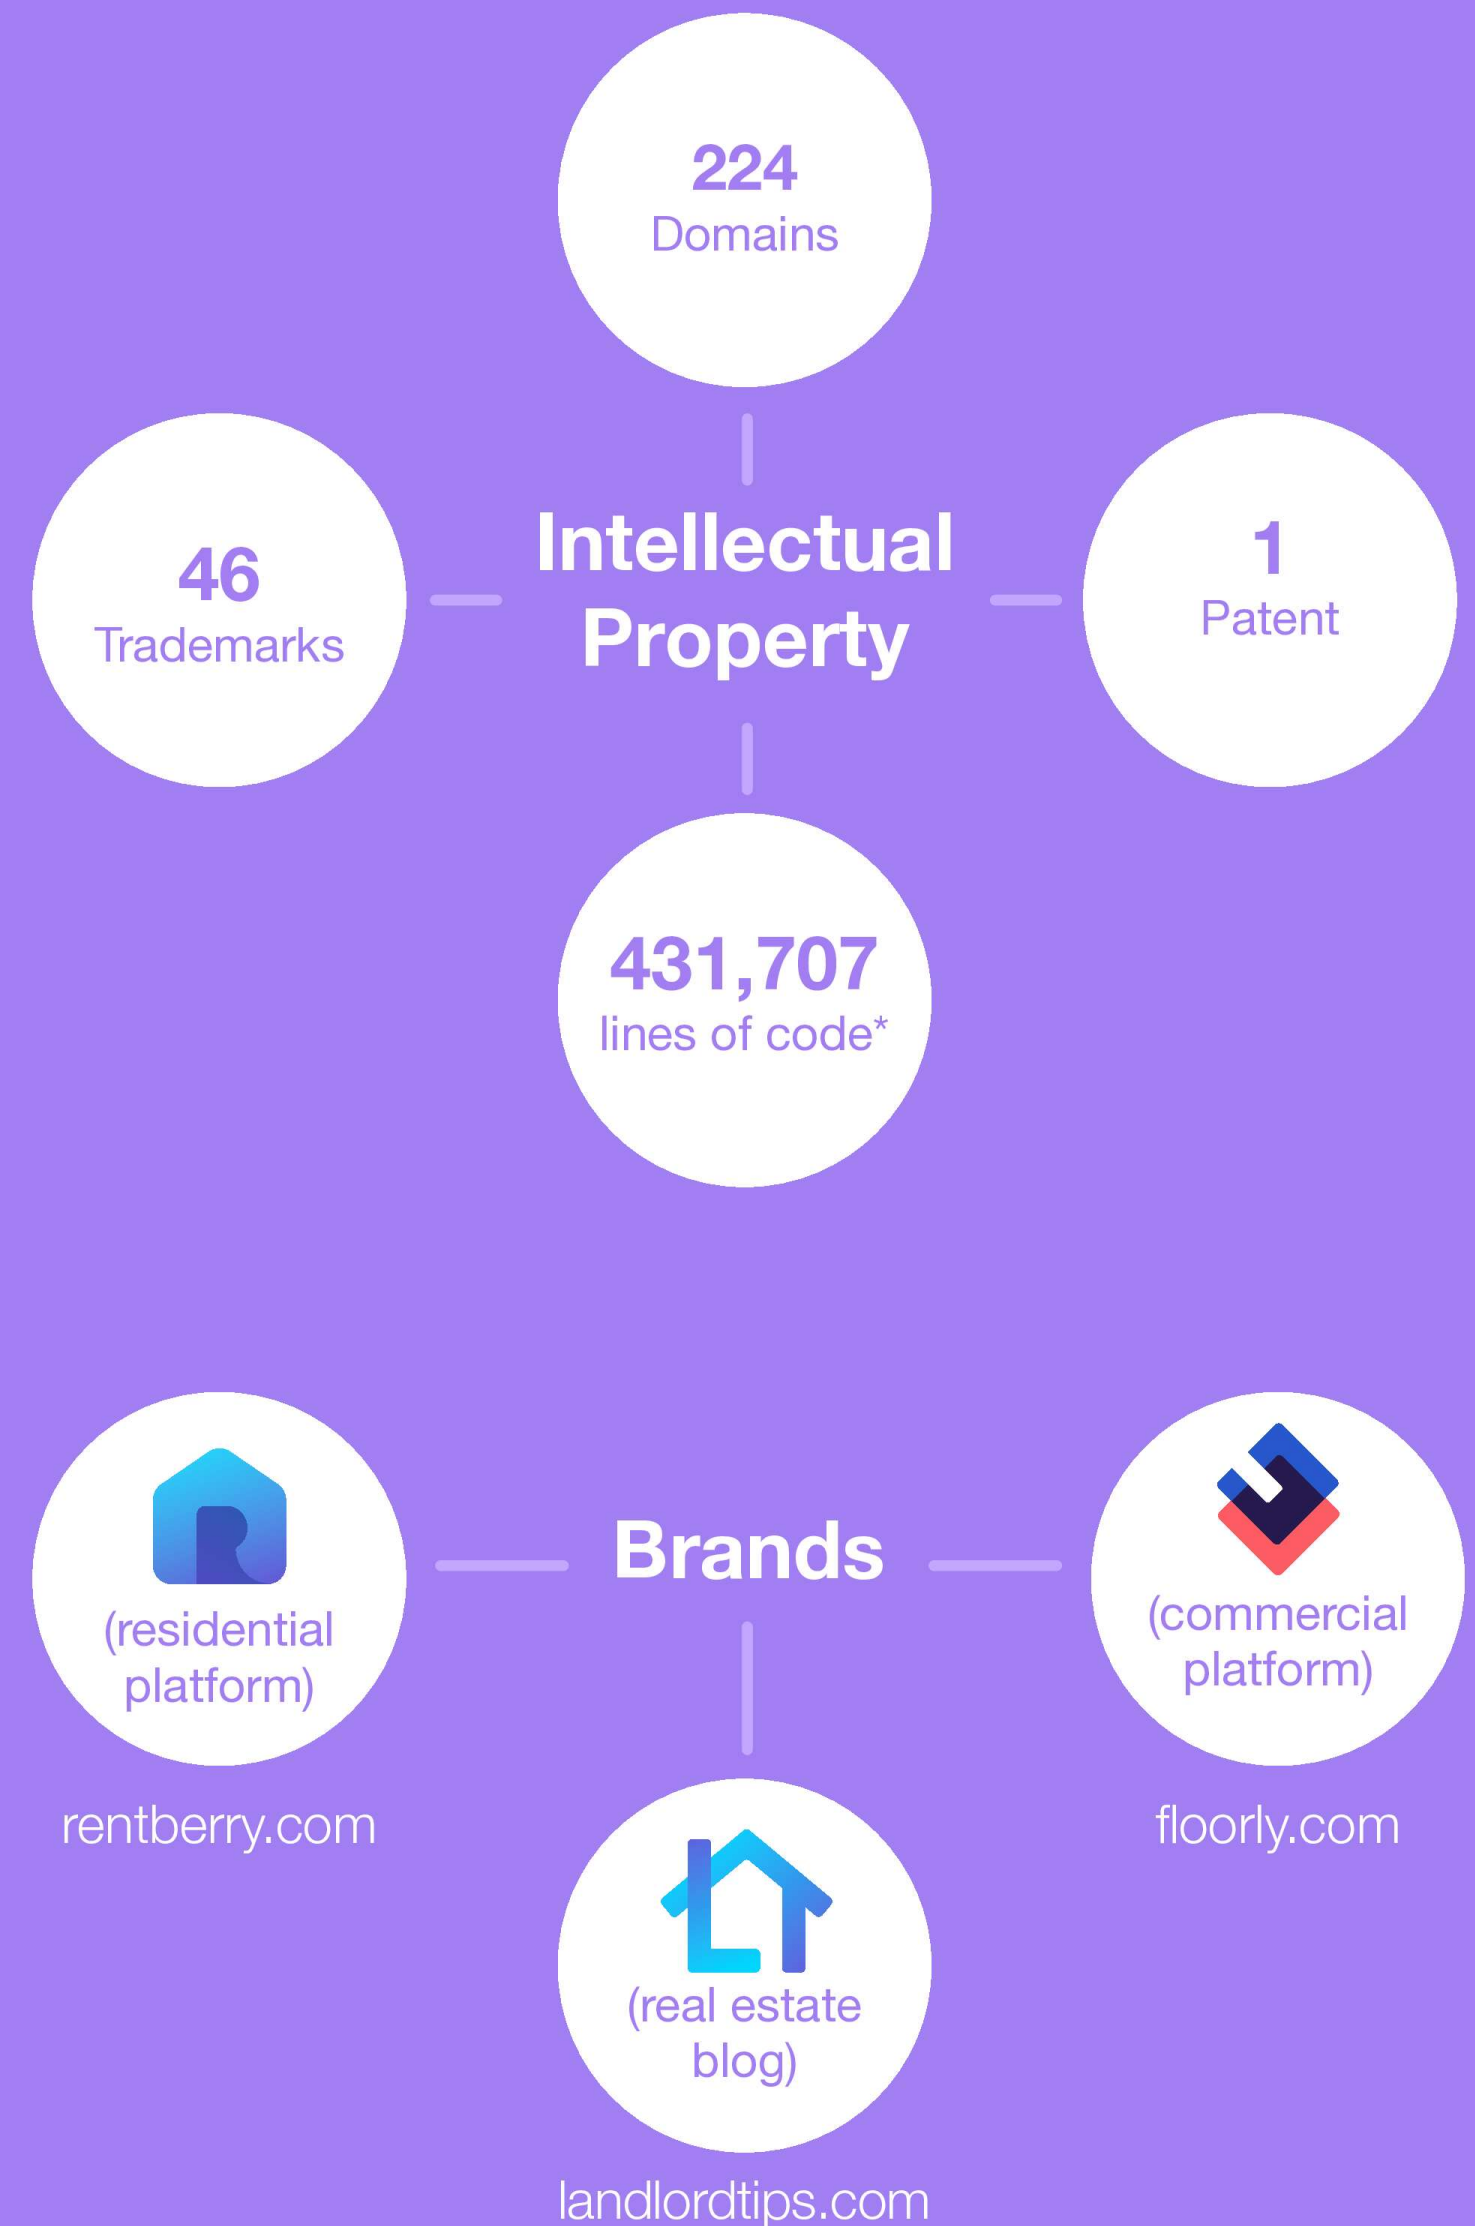 224
Domains
46
Trademarks
Intellectual
Property
1
Patent
431,707
lines of code*
(residential
platform)
rentberry.com
Brands
(commercial
platform)
floorly.com
(real estate
blog)
landlordtips.com